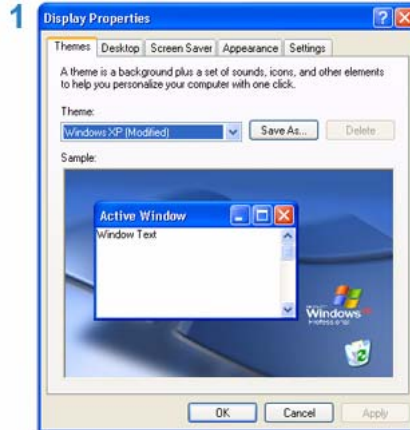 1
Display Properties
Themes Desktop Screen Saver Appearance Settings
A theme is a background plus a set of sounds, icons, and other elements
to help you personalize your computer with one click.
Theme:
Windows XP (Modified) Save As... Delete
Sample:
Active Window
Window Text
Windows
Professional
OK Cancel Apply